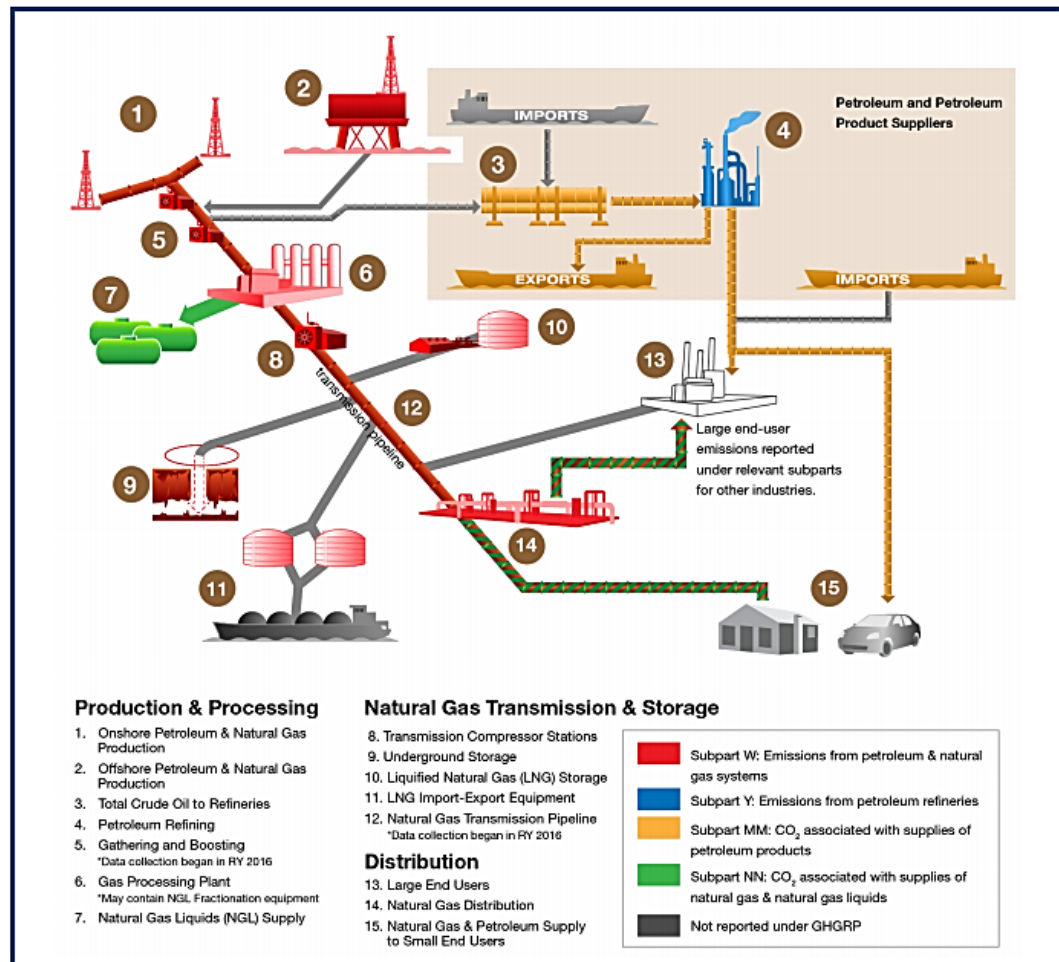 1
2
IMPORTS
4
Petroleum and Petroleum
Product Suppliers
3
5
6
EXPORTS
IMPORTS
7
8
10
transmission pipeline
12
13
Large end-user
emissions reported
under relevant subparts
for other industries.
9
14
11
15
Production & Processing
1. Onshore Petroleum & Natural Gas
Production
2. Offshore Petroleum & Natural Gas
Production
3. Total Crude Oil to Refineries
4. Petroleum Refining
5. Gathering and Boosting
*Data collection began in RY 2016
6. Gas Processing Plant
*May contain NGL Fractionation equipment
7. Natural Gas Liquids (NGL) Supply
Natural Gas Transmission & Storage
8. Transmission Compressor Stations
9. Underground Storage
10. Liquified Natural Gas (LNG) Storage
11. LNG Import-Export Equipment
12. Natural Gas Transmission Pipeline
*Data collection began in RY 2016
Distribution
13. Large End Users
14. Natural Gas Distribution
15. Natural Gas & Petroleum Supply
to Small End Users
Subpart W: Emissions from petroleum & natural
gas systems
Subpart Y: Emissions from petroleum refineries
Subpart MM: CO₂ associated with supplies of
petroleum products
Subpart NN: CO₂ associated with supplies of
natural gas & natural gas liquids
Not reported under GHGRP